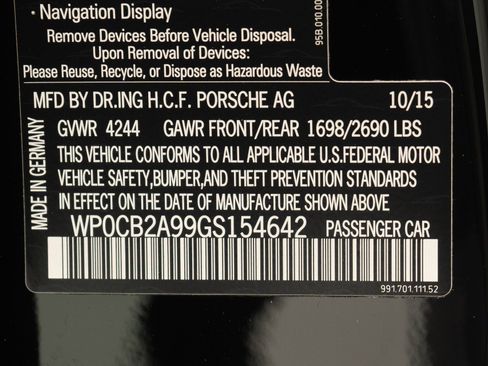 • Navigation Display
Remove Devices Before Vehicle Disposal.
Upon Removal of Devices:
Please Reuse, Recycle, or Dispose as Hazardous Waste
95B.010.00
MFD BY DR.ING H.C.F. PORSCHE AG 10/15
GVWR 4244 GAWR FRONT/REAR 1698/2690 LBS
THIS VEHICLE CONFORMS TO ALL APPLICABLE U.S.FEDERAL MOTOR
VEHICLE SAFETY,BUMPER,AND THEFT PREVENTION STANDARDS
IN EFFECT ON THE DATE OF MANUFACTURE SHOWN ABOVE.
WP0CB2A99GS154642 PASSENGER CAR
MADE IN GERMANY
991.701.111.52